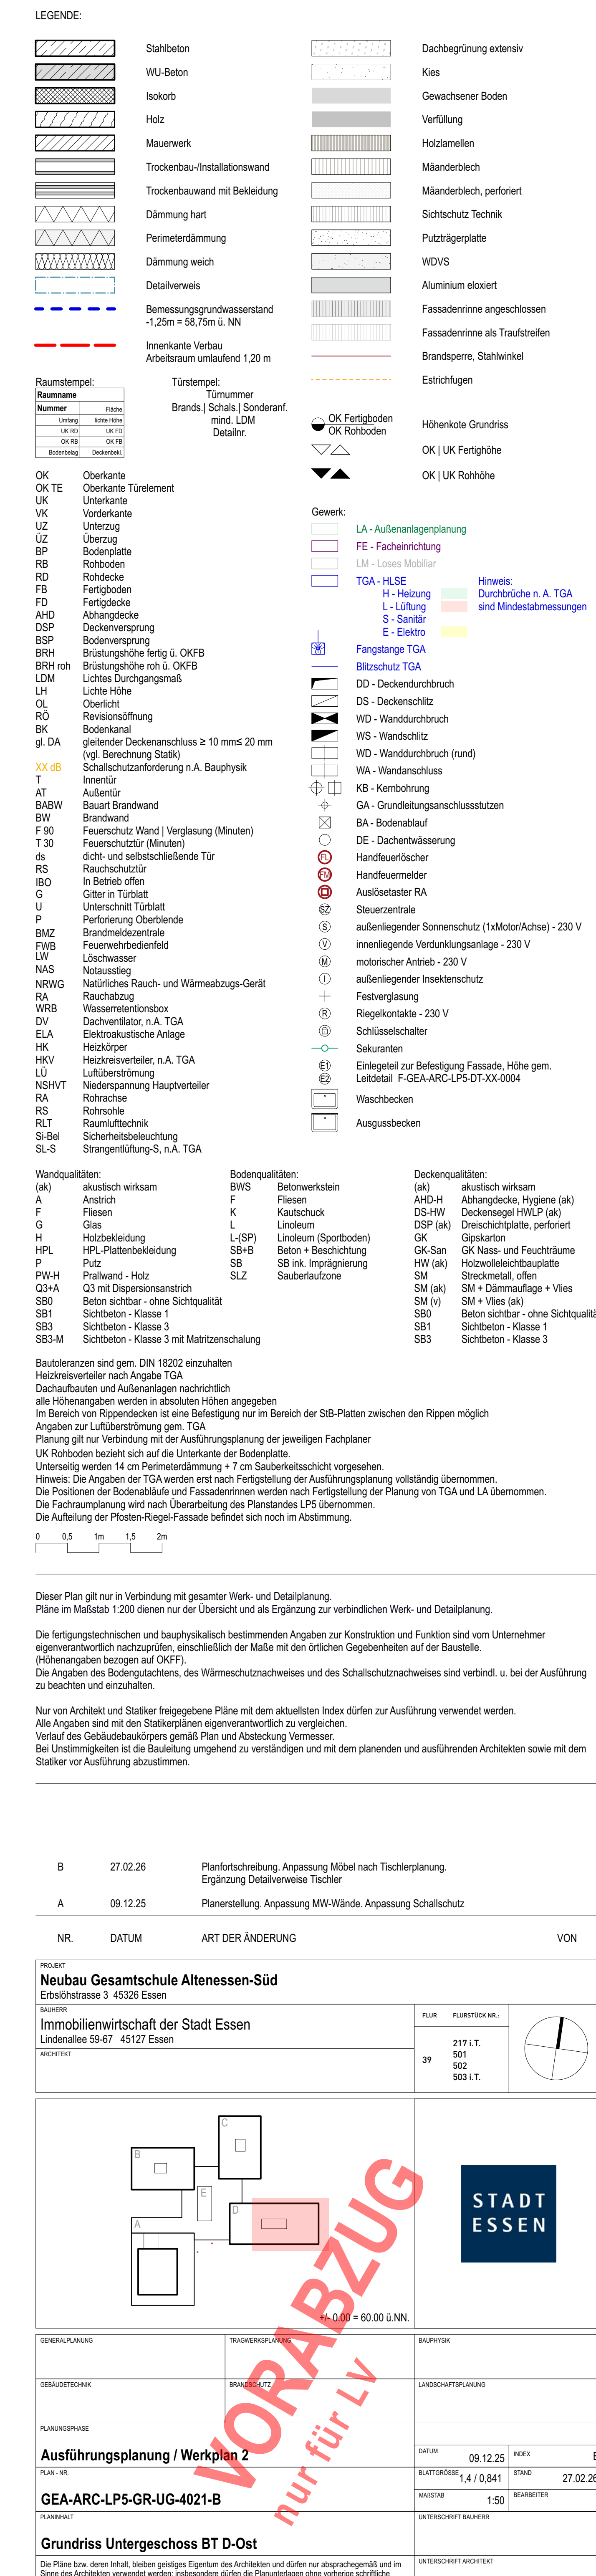 LEGENDE:
Stahlbeton
WU-Beton
Isokorb
Holz
Mauerwerk
Trockenbau-/Installationswand
Trockenbauwand mit Bekleidung
Dämmung hart
Perimeterdämmung
Dämmung weich
Detailverweis
Bemessungsgrundwasserstand
-1,25m = 58,75m ü. NN
Innenkante Verbau
Arbeitsraum umlaufend 1,20 m
Dachbegrünung extensiv
Kies
Gewachsener Boden
Verfüllung
Holzlamellen
Mäanderblech
Mäanderblech, perforiert
Sichtschutz Technik
Putzträgerplatte
WDVS
Aluminium eloxiert
Fassadenrinne angeschlossen
Fassadenrinne als Traufstreifen
Brandsperre, Stahlwinkel
Estrichfugen
Raumstempel:
Raumname
Nummer Fläche
Umfang lichte Höhe
UK RD UK FD
OK RB OK FB
Bodenbelag Deckenbekl.
Türstempel:
Türnummer
Brands.| Schals.| Sonderanf.
mind. LDM
Detailnr.
OK Fertigboden
OK Rohboden
Höhenkote Grundriss
OK | UK Fertighöhe
OK | UK Rohhöhe
OK Oberkante
OK TE Oberkante Türelement
UK Unterkante
VK Vorderkante
UZ Unterzug
ÜZ Überzug
BP Bodenplatte
RB Rohboden
RD Rohdecke
FB Fertigboden
FD Fertigdecke
AHD Abhangdecke
DSP Deckenversprung
BSP Bodenversprung
BRH Brüstungshöhe fertig ü. OKFB
BRH roh Brüstungshöhe roh ü. OKFB
LDM Lichtes Durchgangsmaß
LH Lichte Höhe
OL Oberlicht
RÖ Revisionsöffnung
BK Bodenkanal
gl. DA gleitender Deckenanschluss ≥ 10 mm≤ 20 mm
(vgl. Berechnung Statik)
XX dB Schallschutzanforderung n.A. Bauphysik
T Innentür
AT Außentür
BABW Bauart Brandwand
BW Brandwand
F 90 Feuerschutz Wand | Verglasung (Minuten)
T 30 Feuerschutztür (Minuten)
ds dicht- und selbstschließende Tür
RS Rauchschutztür
IBO In Betrieb offen
G Gitter in Türblatt
U Unterschnitt Türblatt
P Perforierung Oberblende
BMZ Brandmeldezentrale
FWB Feuerwehrbedienfeld
LW Löschwasser
NAS Notausstieg
NRWG Natürliches Rauch- und Wärmeabzugs-Gerät
RA Rauchabzug
WRB Wasserretentionsbox
DV Dachventilator, n.A. TGA
ELA Elektroakustische Anlage
HK Heizkörper
HKV Heizkreisverteiler, n.A. TGA
LÜ Luftüberströmung
NSHVT Niederspannung Hauptverteiler
RA Rohrachse
RS Rohrsohle
RLT Raumlufttechnik
Si-Bel Sicherheitsbeleuchtung
SL-S Strangentlüftung-S, n.A. TGA
Gewerk:
LA - Außenanlagenplanung
FE - Facheinrichtung
LM - Loses Mobiliar
TGA - HLSE
H - Heizung
L - Lüftung
S - Sanitär
E - Elektro
Hinweis:
Durchbrüche n. A. TGA
sind Mindestabmessungen
Fangstange TGA
Blitzschutz TGA
DD - Deckendurchbruch
DS - Deckenschlitz
WD - Wanddurchbruch
WS - Wandschlitz
WD - Wanddurchbruch (rund)
WA - Wandanschluss
KB - Kernbohrung
GA - Grundleitungsanschlussstutzen
BA - Bodenablauf
DE - Dachentwässerung
FL Handfeuerlöscher
FM Handfeuermelder
Auslösetaster RA
SZ Steuerzentrale
S außenliegender Sonnenschutz (1xMotor/Achse) - 230 V
V innenliegende Verdunklungsanlage - 230 V
M motorischer Antrieb - 230 V
I außenliegender Insektenschutz
Festverglasung
R Riegelkontakte - 230 V
Schlüsselschalter
Sekuranten
E1 Einlegeteil zur Befestigung Fassade, Höhe gem.
E2 Leitdetail F-GEA-ARC-LP5-DT-XX-0004
Waschbecken
Ausgussbecken
Wandqualitäten:
(ak) akustisch wirksam
A Anstrich
F Fliesen
G Glas
H Holzbekleidung
HPL HPL-Plattenbekleidung
P Putz
PW-H Prallwand - Holz
Q3+A Q3 mit Dispersionsanstrich
SB0 Beton sichtbar - ohne Sichtqualität
SB1 Sichtbeton - Klasse 1
SB3 Sichtbeton - Klasse 3
SB3-M Sichtbeton - Klasse 3 mit Matritzenschalung
Bodenqualitäten:
BWS Betonwerkstein
F Fliesen
K Kautschuck
L Linoleum
L-(SP) Linoleum (Sportboden)
SB+B Beton + Beschichtung
SB SB ink. Imprägnierung
SLZ Sauberlaufzone
Deckenqualitäten:
(ak) akustisch wirksam
AHD-H Abhangdecke, Hygiene (ak)
DS-HW Deckensegel HWLP (ak)
DSP (ak) Dreischichtplatte, perforiert
GK Gipskarton
GK-San GK Nass- und Feuchträume
HW (ak) Holzwolleleichtbauplatte
SM Streckmetall, offen
SM (ak) SM + Dämmauflage + Vlies
SM (v) SM + Vlies (ak)
SB0 Beton sichtbar - ohne Sichtqualitä
SB1 Sichtbeton - Klasse 1
SB3 Sichtbeton - Klasse 3
Bautoleranzen sind gem. DIN 18202 einzuhalten
Heizkreisverteiler nach Angabe TGA
Dachaufbauten und Außenanlagen nachrichtlich
alle Höhenangaben werden in absoluten Höhen angegeben
Im Bereich von Rippendecken ist eine Befestigung nur im Bereich der StB-Platten zwischen den Rippen möglich
Angaben zur Luftüberströmung gem. TGA
Planung gilt nur Verbindung mit der Ausführungsplanung der jeweiligen Fachplaner
UK Rohboden bezieht sich auf die Unterkante der Bodenplatte.
Unterseitig werden 14 cm Perimeterdämmung + 7 cm Sauberkeitsschicht vorgesehen.
Hinweis: Die Angaben der TGA werden erst nach Fertigstellung der Ausführungsplanung vollständig übernommen.
Die Positionen der Bodenabläufe und Fassadenrinnen werden nach Fertigstellung der Planung von TGA und LA übernommen.
Die Fachraumplanung wird nach Überarbeitung des Planstandes LP5 übernommen.
Die Aufteilung der Pfosten-Riegel-Fassade befindet sich noch im Abstimmung.
0 0,5 1m 1,5 2m
Dieser Plan gilt nur in Verbindung mit gesamter Werk- und Detailplanung.
Pläne im Maßstab 1:200 dienen nur der Übersicht und als Ergänzung zur verbindlichen Werk- und Detailplanung.
Die fertigungstechnischen und bauphysikalisch bestimmenden Angaben zur Konstruktion und Funktion sind vom Unternehmer
eigenverantwortlich nachzuprüfen, einschließlich der Maße mit den örtlichen Gegebenheiten auf der Baustelle.
(Höhenangaben bezogen auf OKFF).
Die Angaben des Bodengutachtens, des Wärmeschutznachweises und des Schallschutznachweises sind verbindl. u. bei der Ausführung
zu beachten und einzuhalten.
Nur von Architekt und Statiker freigegebene Pläne mit dem aktuellsten Index dürfen zur Ausführung verwendet werden.
Alle Angaben sind mit den Statikerplänen eigenverantwortlich zu vergleichen.
Verlauf des Gebäudebaukörpers gemäß Plan und Absteckung Vermesser.
Bei Unstimmigkeiten ist die Bauleitung umgehend zu verständigen und mit dem planenden und ausführenden Architekten sowie mit dem
Statiker vor Ausführung abzustimmen.
B 27.02.26 Planfortschreibung. Anpassung Möbel nach Tischlerplanung.
Ergänzung Detailverweise Tischler
A 09.12.25 Planerstellung. Anpassung MW-Wände. Anpassung Schallschutz
NR. DATUM ART DER ÄNDERUNG VON
PROJEKT
Neubau Gesamtschule Altenessen-Süd
Erbslöhstrasse 3 45326 Essen
BAUHERR
Immobilienwirtschaft der Stadt Essen
Lindenallee 59-67 45127 Essen
ARCHITEKT
FLUR FLURSTÜCK NR.:
39
217 i.T.
501
502
503 i.T.
C
B
E
D
A
+/- 0.00 = 60.00 ü.NN.
STADT
ESSEN
VORABZUG
nur für LV
GENERALPLANUNG TRAGWERKSPLANUNG BAUPHYSIK
GEBÄUDETECHNIK BRANDSCHUTZ LANDSCHAFTSPLANUNG
PLANUNGSPHASE
Ausführungsplanung / Werkplan 2
DATUM 09.12.25 INDEX
PLAN - NR.
GEA-ARC-LP5-GR-UG-4021-B
BLATTGRÖSSE 1,4 / 0,841 STAND 27.02.26
MAßSTAB 1:50 BEARBEITER
PLANINHALT
Grundriss Untergeschoss BT D-Ost
UNTERSCHRIFT BAUHERR
UNTERSCHRIFT ARCHITEKT
Die Pläne bzw. deren Inhalt, bleiben geistiges Eigentum des Architekten und dürfen nur absprachegemäß und im
Sinne des Architekten verwendet werden; insbesondere dürfen die Planunterlagen ohne vorherige schriftliche